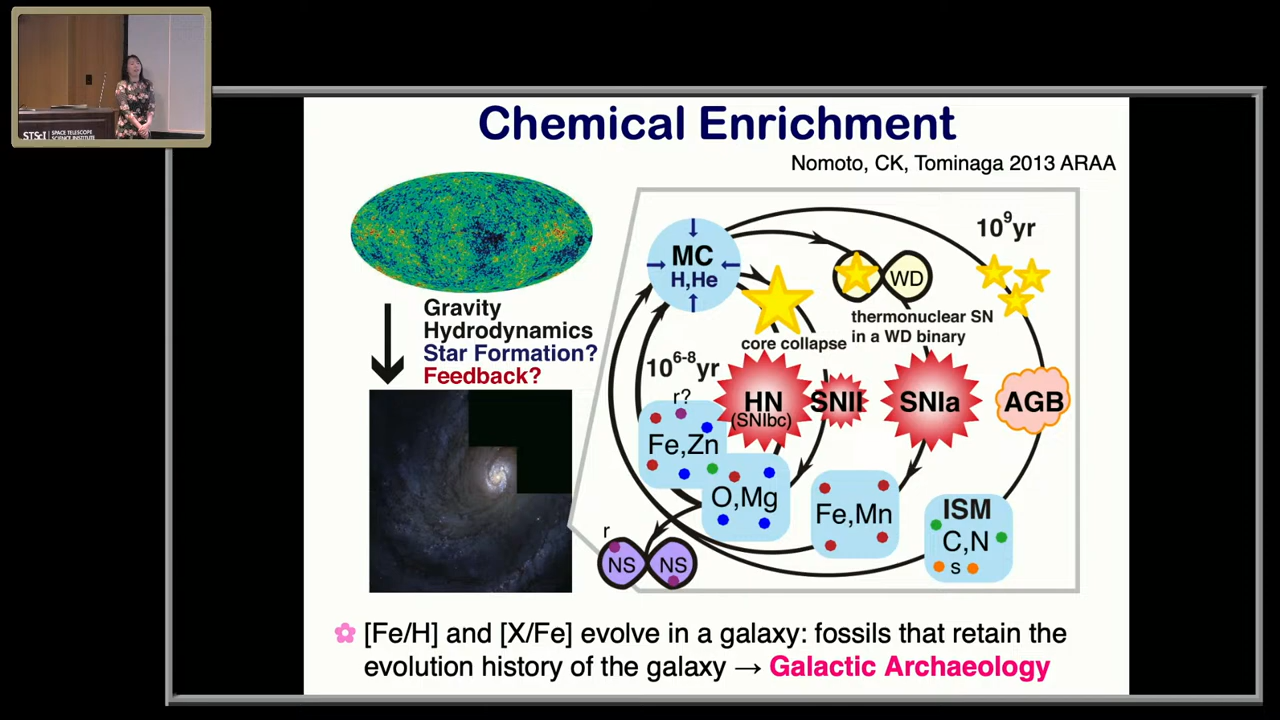 STScI | SPACE TELESCOPE
SCIENCE INSTITUTE
Chemical Enrichment
Nomoto, CK, Tominaga 2013 ARAA
Gravity
Hydrodynamics
Star Formation?
Feedback?
MC
H,He
10⁹yr
WD
thermonuclear SN
in a WD binary
core collapse
10⁶⁻⁸yr
r?
HN
(SNIbc)
SNII
SNIa
AGB
Fe,Zn
O,Mg
Fe,Mn
ISM
C,N
s
r
NS NS
[Fe/H] and [X/Fe] evolve in a galaxy: fossils that retain the
evolution history of the galaxy → Galactic Archaeology